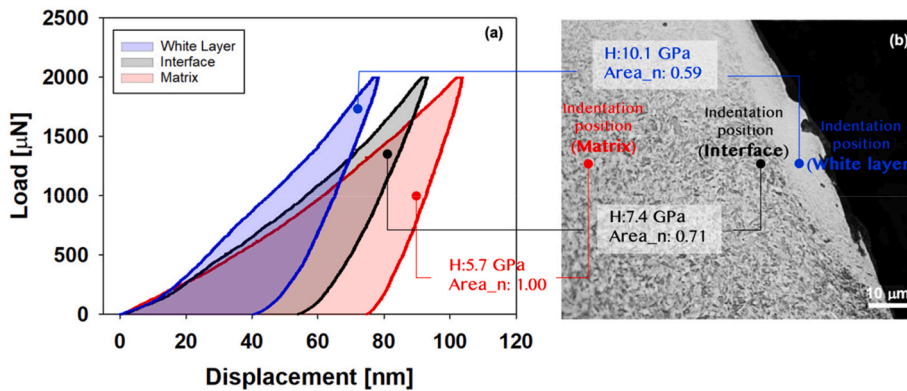 (a)
White Layer
Interface
Matrix
Load [µN]
2500
2000
1500
1000
500
0
0 20 40 60 80 100 120
Displacement [nm]
H:5.7 GPa
Area_n: 1.00
(b)
H:10.1 GPa
Area_n: 0.59
Indentation
position
(Matrix)
Indentation
position
(Interface)
Indentation
position
(White layer
H:7.4 GPa
Area_n: 0.71
10 µm